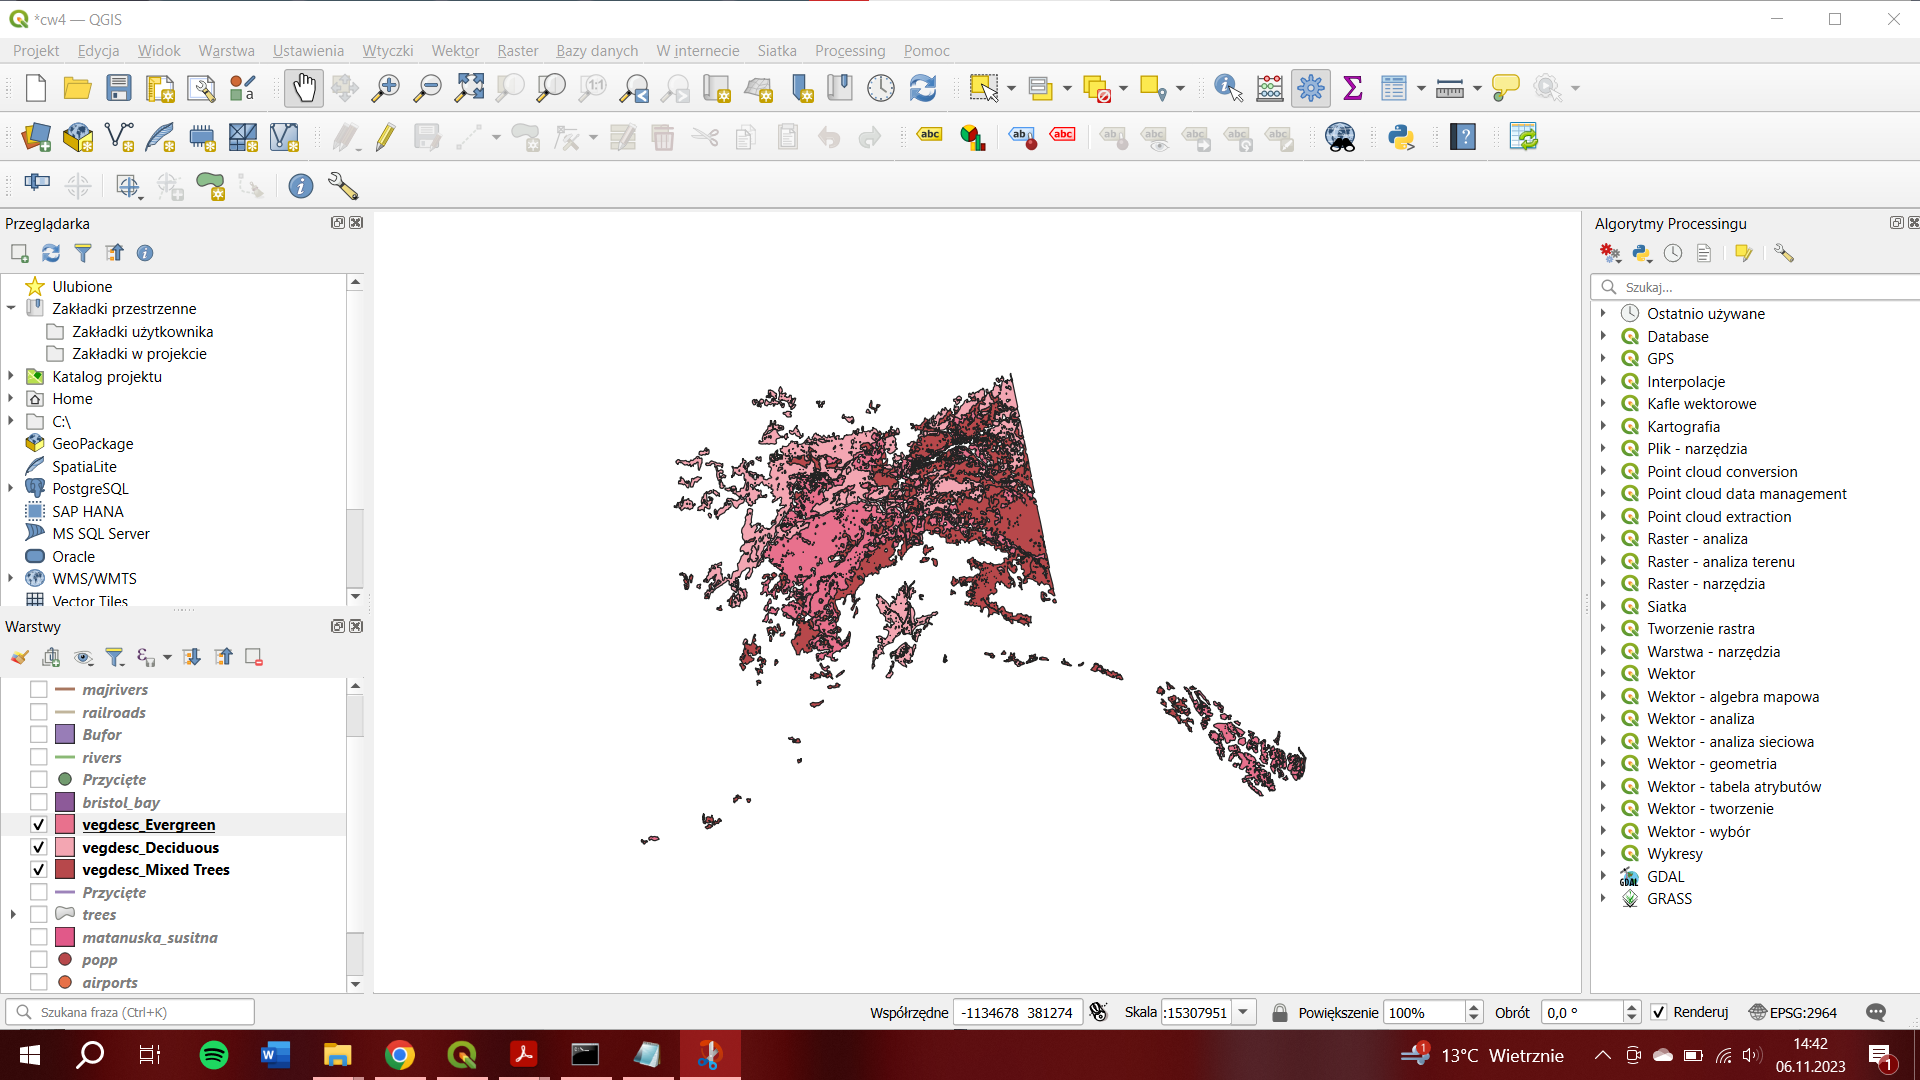 *cw4 — QGIS
Projekt Edycja Widok Warstwa Ustawienia Wtyczki Wektor Raster Bazy danych W internecie Siatka Processing Pomoc
Przeglądarka
Ulubione
Zakładki przestrzenne
Zakładki użytkownika
Zakładki w projekcie
Katalog projektu
Home
C:\
GeoPackage
SpatiaLite
PostgreSQL
SAP HANA
MS SQL Server
Oracle
WMS/WMTS
Vector Tiles
Warstwy
majrivers
railroads
Bufor
rivers
Przycięte
bristol_bay
vegdesc_Evergreen
vegdesc_Deciduous
vegdesc_Mixed Trees
Przycięte
trees
matanuska_susitna
popp
airports
Algorytmy Processingu
Szukaj...
Ostatnio używane
Database
GPS
Interpolacje
Kafle wektorowe
Kartografia
Plik - narzędzia
Point cloud conversion
Point cloud data management
Point cloud extraction
Raster - analiza
Raster - analiza terenu
Raster - narzędzia
Siatka
Tworzenie rastra
Warstwa - narzędzia
Wektor
Wektor - algebra mapowa
Wektor - analiza
Wektor - analiza sieciowa
Wektor - geometria
Wektor - tabela atrybutów
Wektor - tworzenie
Wektor - wybór
Wykresy
GDAL
GRASS
Szukana fraza (Ctrl+K)
Współrzędne -1134678 381274 Skala :15307951 Powiększenie 100% Obrót 0,0 ° Renderuj EPSG:2964
13°C Wietrznie
14:42
06.11.2023